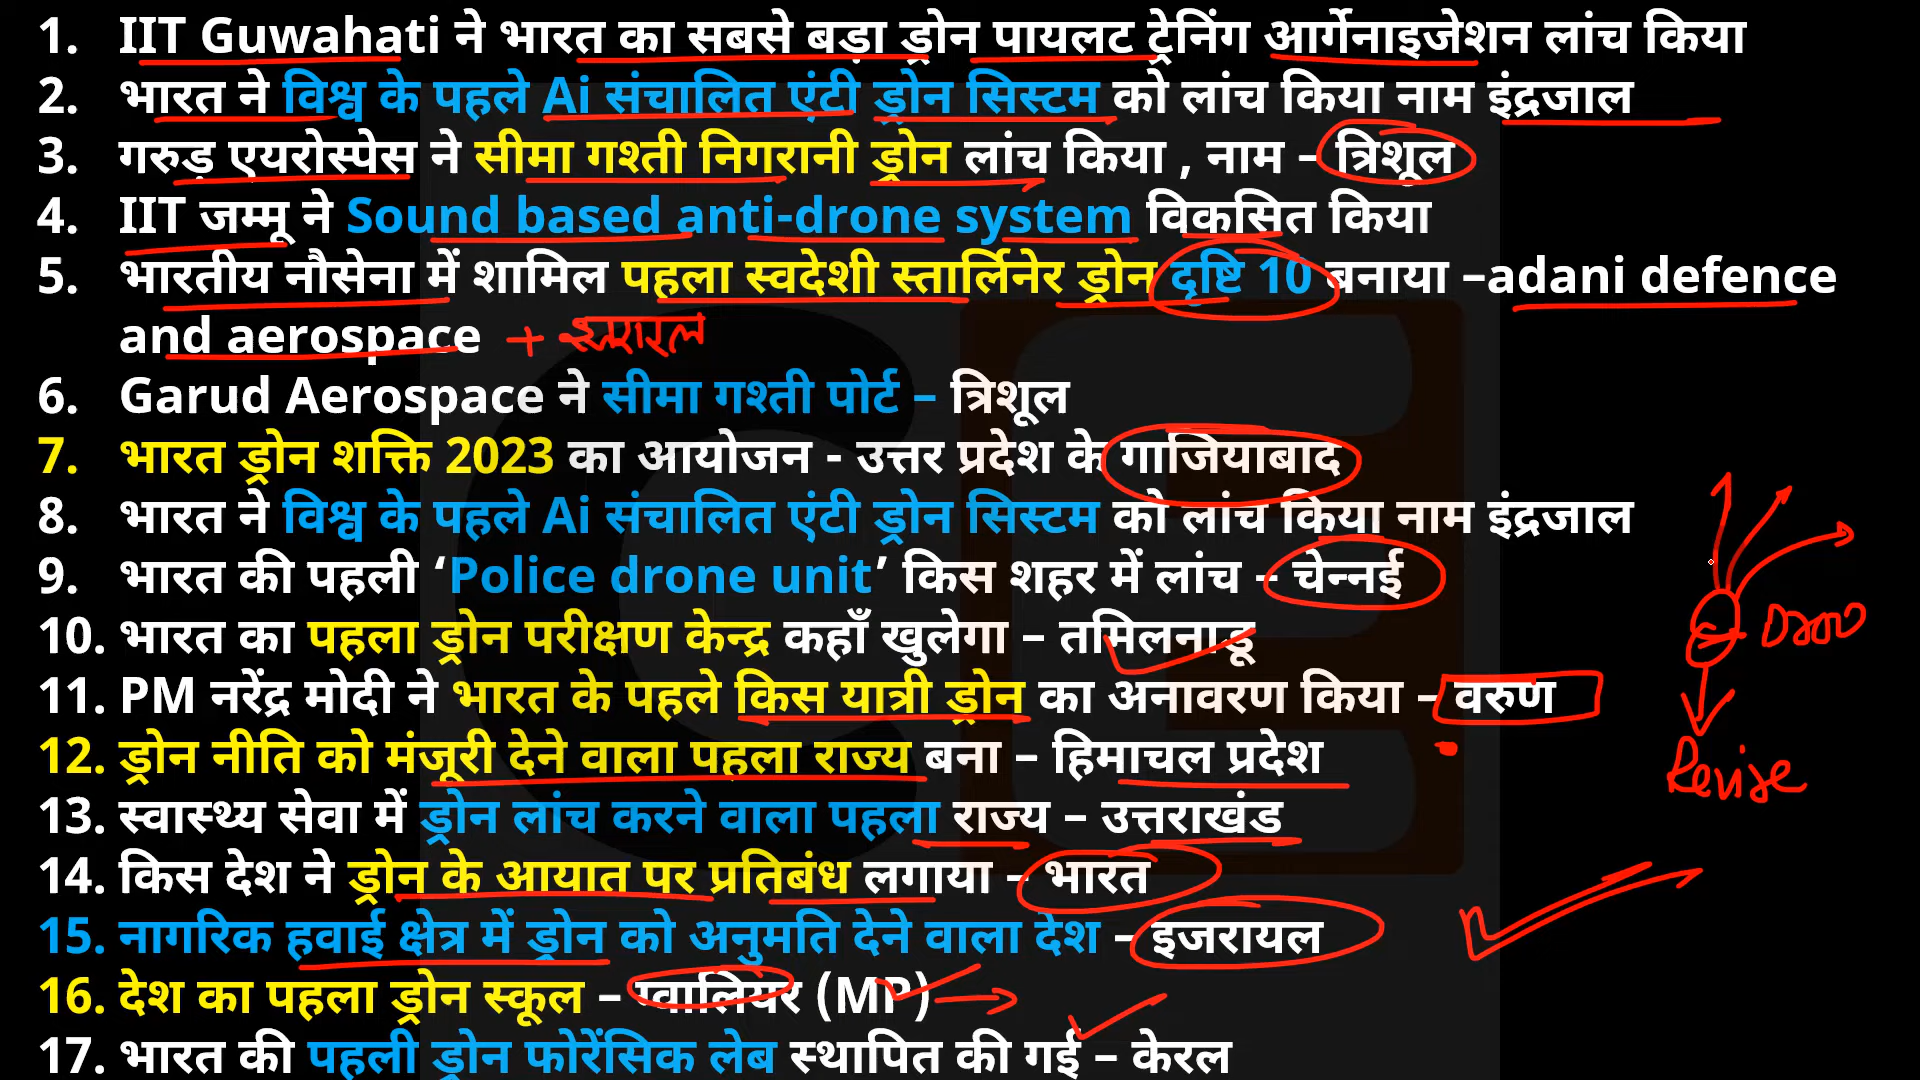 1. IIT Guwahati ने भारत का सबसे बड़ा ड्रोन पायलट ट्रेनिंग आर्गेनाइजेशन लांच किया
2. भारत ने विश्व के पहले Ai संचालित एंटी ड्रोन सिस्टम को लांच किया नाम इंद्रजाल
3. गरुड़ एयरोस्पेस ने सीमा गश्ती निगरानी ड्रोन लांच किया , नाम – त्रिशूल
4. IIT जम्मू ने Sound based anti-drone system विकसित किया
5. भारतीय नौसेना में शामिल पहला स्वदेशी स्तार्लिनेर ड्रोन दृष्टि 10 बनाया –adani defence
and aerospace +
6. Garud Aerospace ने सीमा गश्ती पोर्ट – त्रिशूल
7. भारत ड्रोन शक्ति 2023 का आयोजन - उत्तर प्रदेश के गाजियाबाद
8. भारत ने विश्व के पहले Ai संचालित एंटी ड्रोन सिस्टम को लांच किया नाम इंद्रजाल
9. भारत की पहली ‘Police drone unit’ किस शहर में लांच – चेन्नई
10. भारत का पहला ड्रोन परीक्षण केन्द्र कहाँ खुलेगा – तमिलनाडू
11. PM नरेंद्र मोदी ने भारत के पहले किस यात्री ड्रोन का अनावरण किया – वरुण
12. ड्रोन नीति को मंजूरी देने वाला पहला राज्य बना – हिमाचल प्रदेश
Revise
13. स्वास्थ्य सेवा में ड्रोन लांच करने वाला पहला राज्य – उत्तराखंड
14. किस देश ने ड्रोन के आयात पर प्रतिबंध लगाया – भारत
15. नागरिक हवाई क्षेत्र में ड्रोन को अनुमति देने वाला देश – इजरायल
16. देश का पहला ड्रोन स्कूल – ग्वालियर (MP)
17. भारत की पहली ड्रोन फोरेंसिक लेब स्थापित की गई – केरल